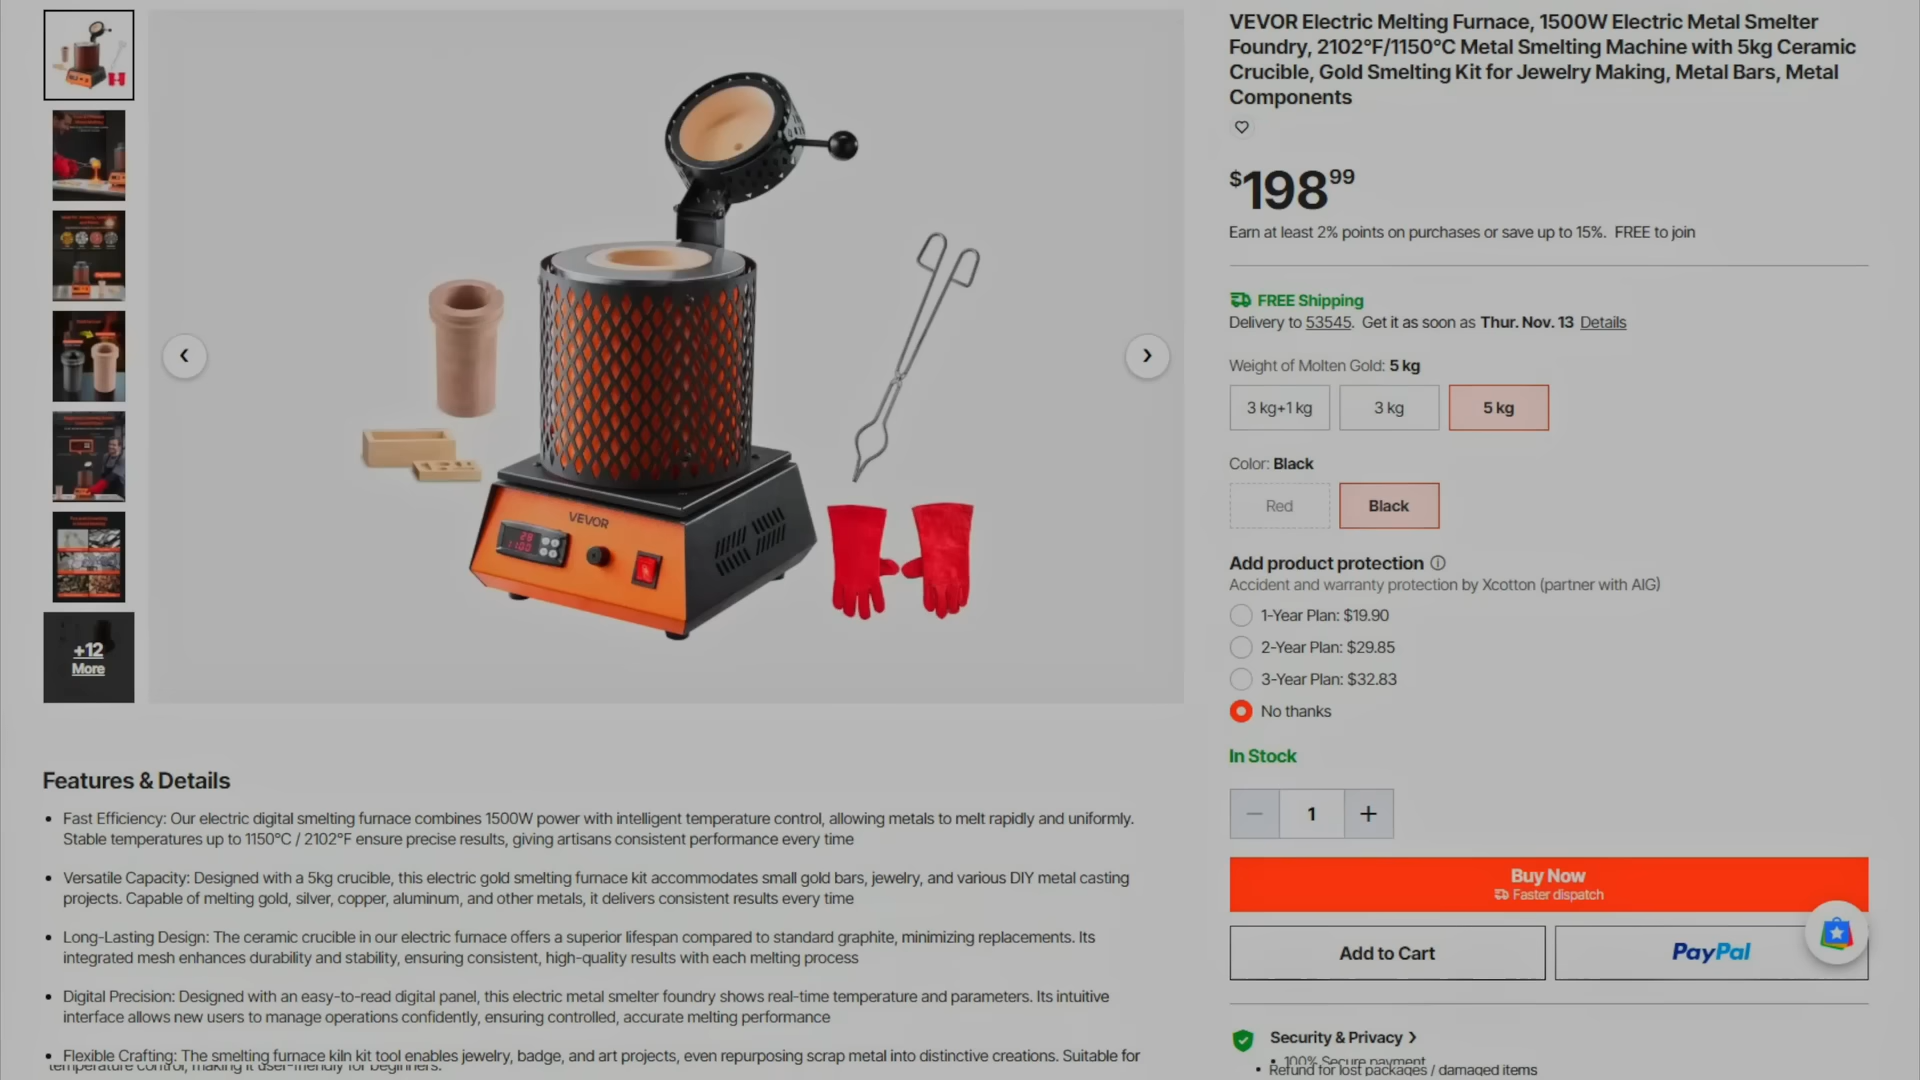 VEVOR Electric Melting Furnace, 1500W Electric Metal Smelter
Foundry, 2102°F/1150°C Metal Smelting Machine with 5kg Ceramic
Crucible, Gold Smelting Kit for Jewelry Making, Metal Bars, Metal
Components
$198.99
Earn at least 2% points on purchases or save up to 15%. FREE to join
FREE Shipping
Delivery to 53545. Get it as soon as Thur. Nov. 13 Details
Weight of Molten Gold: 5 kg
3 kg+1 kg
3 kg
5 kg
Color: Black
Red
Black
Add product protection
Accident and warranty protection by Xcotton (partner with AIG)
1-Year Plan: $19.90
2-Year Plan: $29.85
3-Year Plan: $32.83
No thanks
In Stock
1
Buy Now
Faster dispatch
Add to Cart
PayPal
Security & Privacy
• 100% Secure payment
• Refund for lost packages / damaged items
VEVOR
28
1100
+12
More
Features & Details
• Fast Efficiency: Our electric digital smelting furnace combines 1500W power with intelligent temperature control, allowing metals to melt rapidly and uniformly.
Stable temperatures up to 1150°C / 2102°F ensure precise results, giving artisans consistent performance every time
• Versatile Capacity: Designed with a 5kg crucible, this electric gold smelting furnace kit accommodates small gold bars, jewelry, and various DIY metal casting
projects. Capable of melting gold, silver, copper, aluminum, and other metals, it delivers consistent results every time
• Long-Lasting Design: The ceramic crucible in our electric furnace offers a superior lifespan compared to standard graphite, minimizing replacements. Its
integrated mesh enhances durability and stability, ensuring consistent, high-quality results with each melting process
• Digital Precision: Designed with an easy-to-read digital panel, this electric metal smelter foundry shows real-time temperature and parameters. Its intuitive
interface allows new users to manage operations confidently, ensuring controlled, accurate melting performance
• Flexible Crafting: The smelting furnace kiln kit tool enables jewelry, badge, and art projects, even repurposing scrap metal into distinctive creations. Suitable for
temperature control, making it user-friendly for beginners.